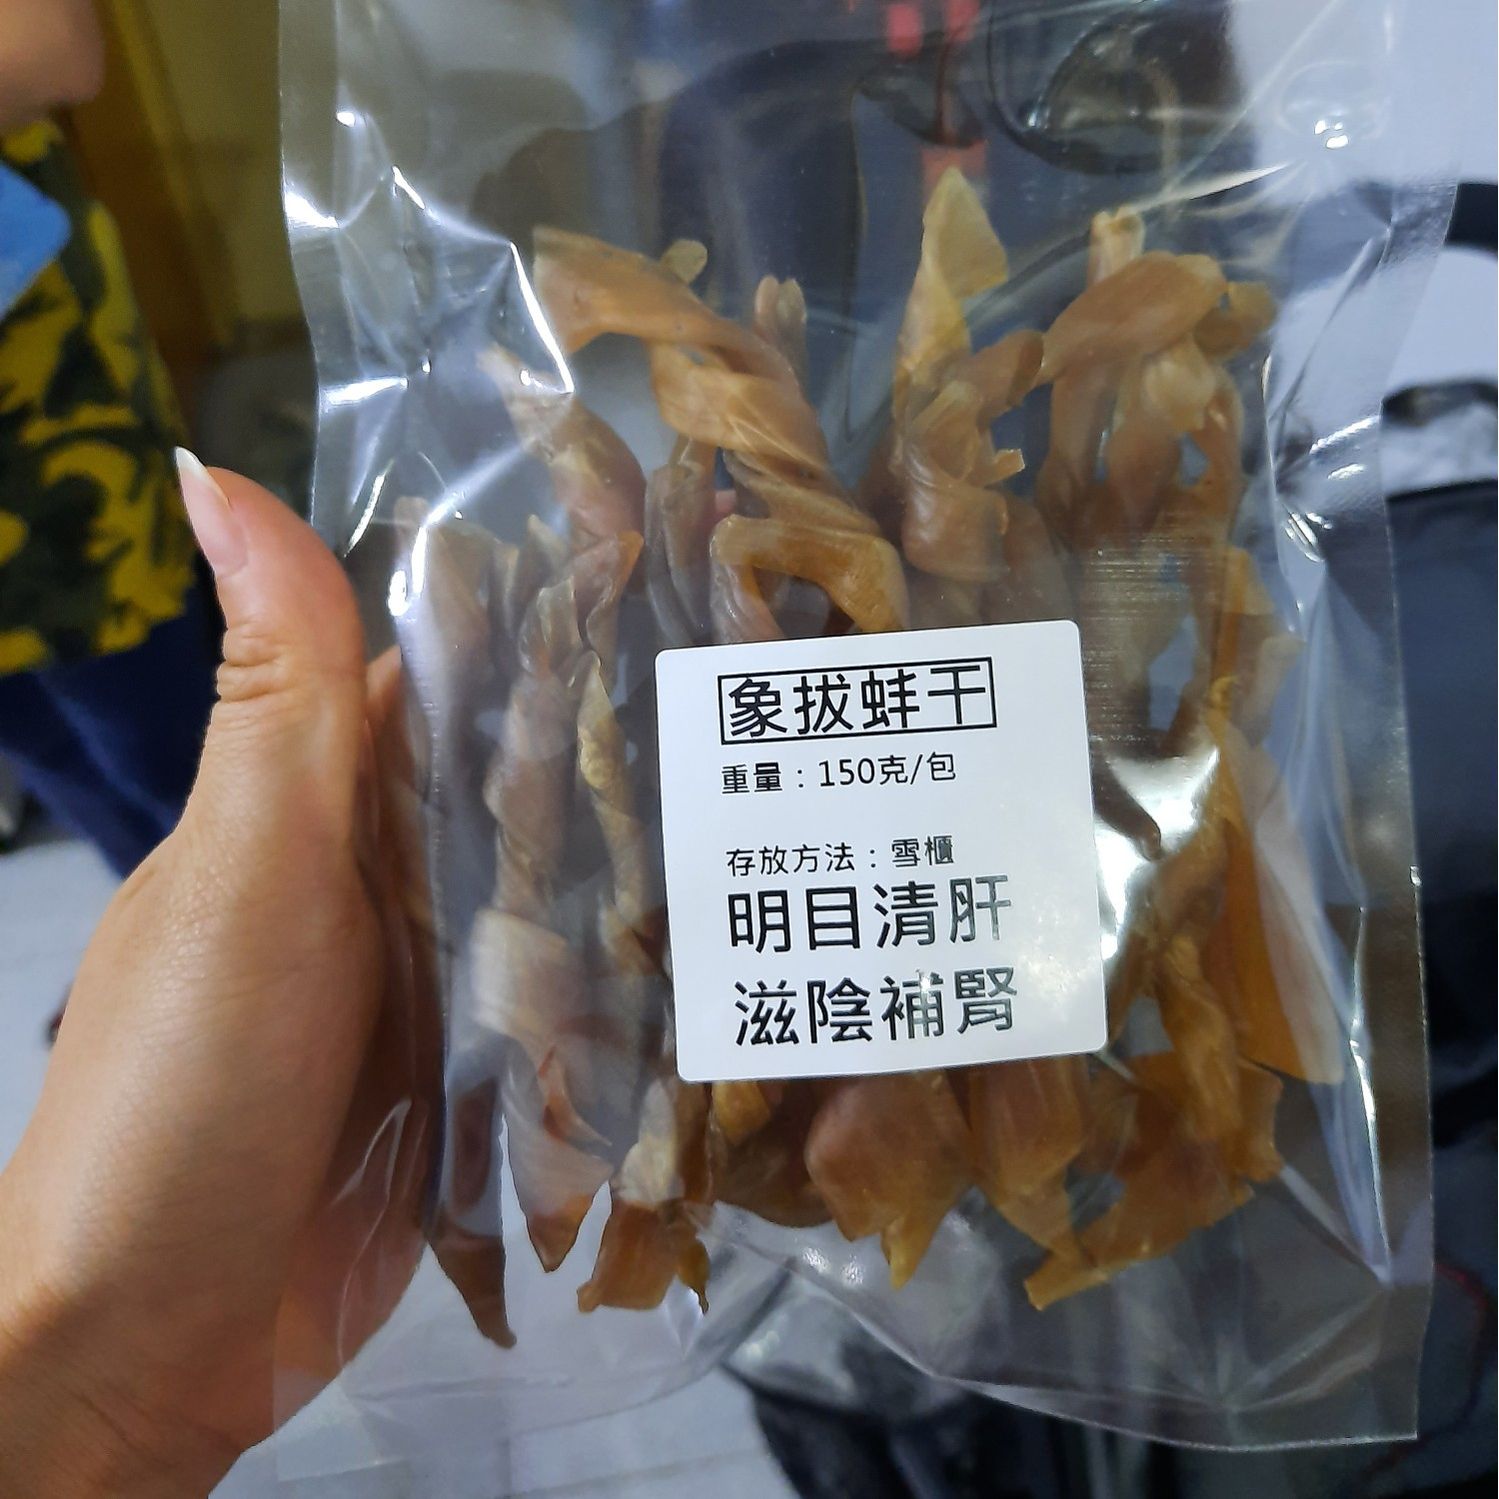 象拔蚌干
重量：150克/包
存放方法：雪櫃
明目清肝
滋陰補腎